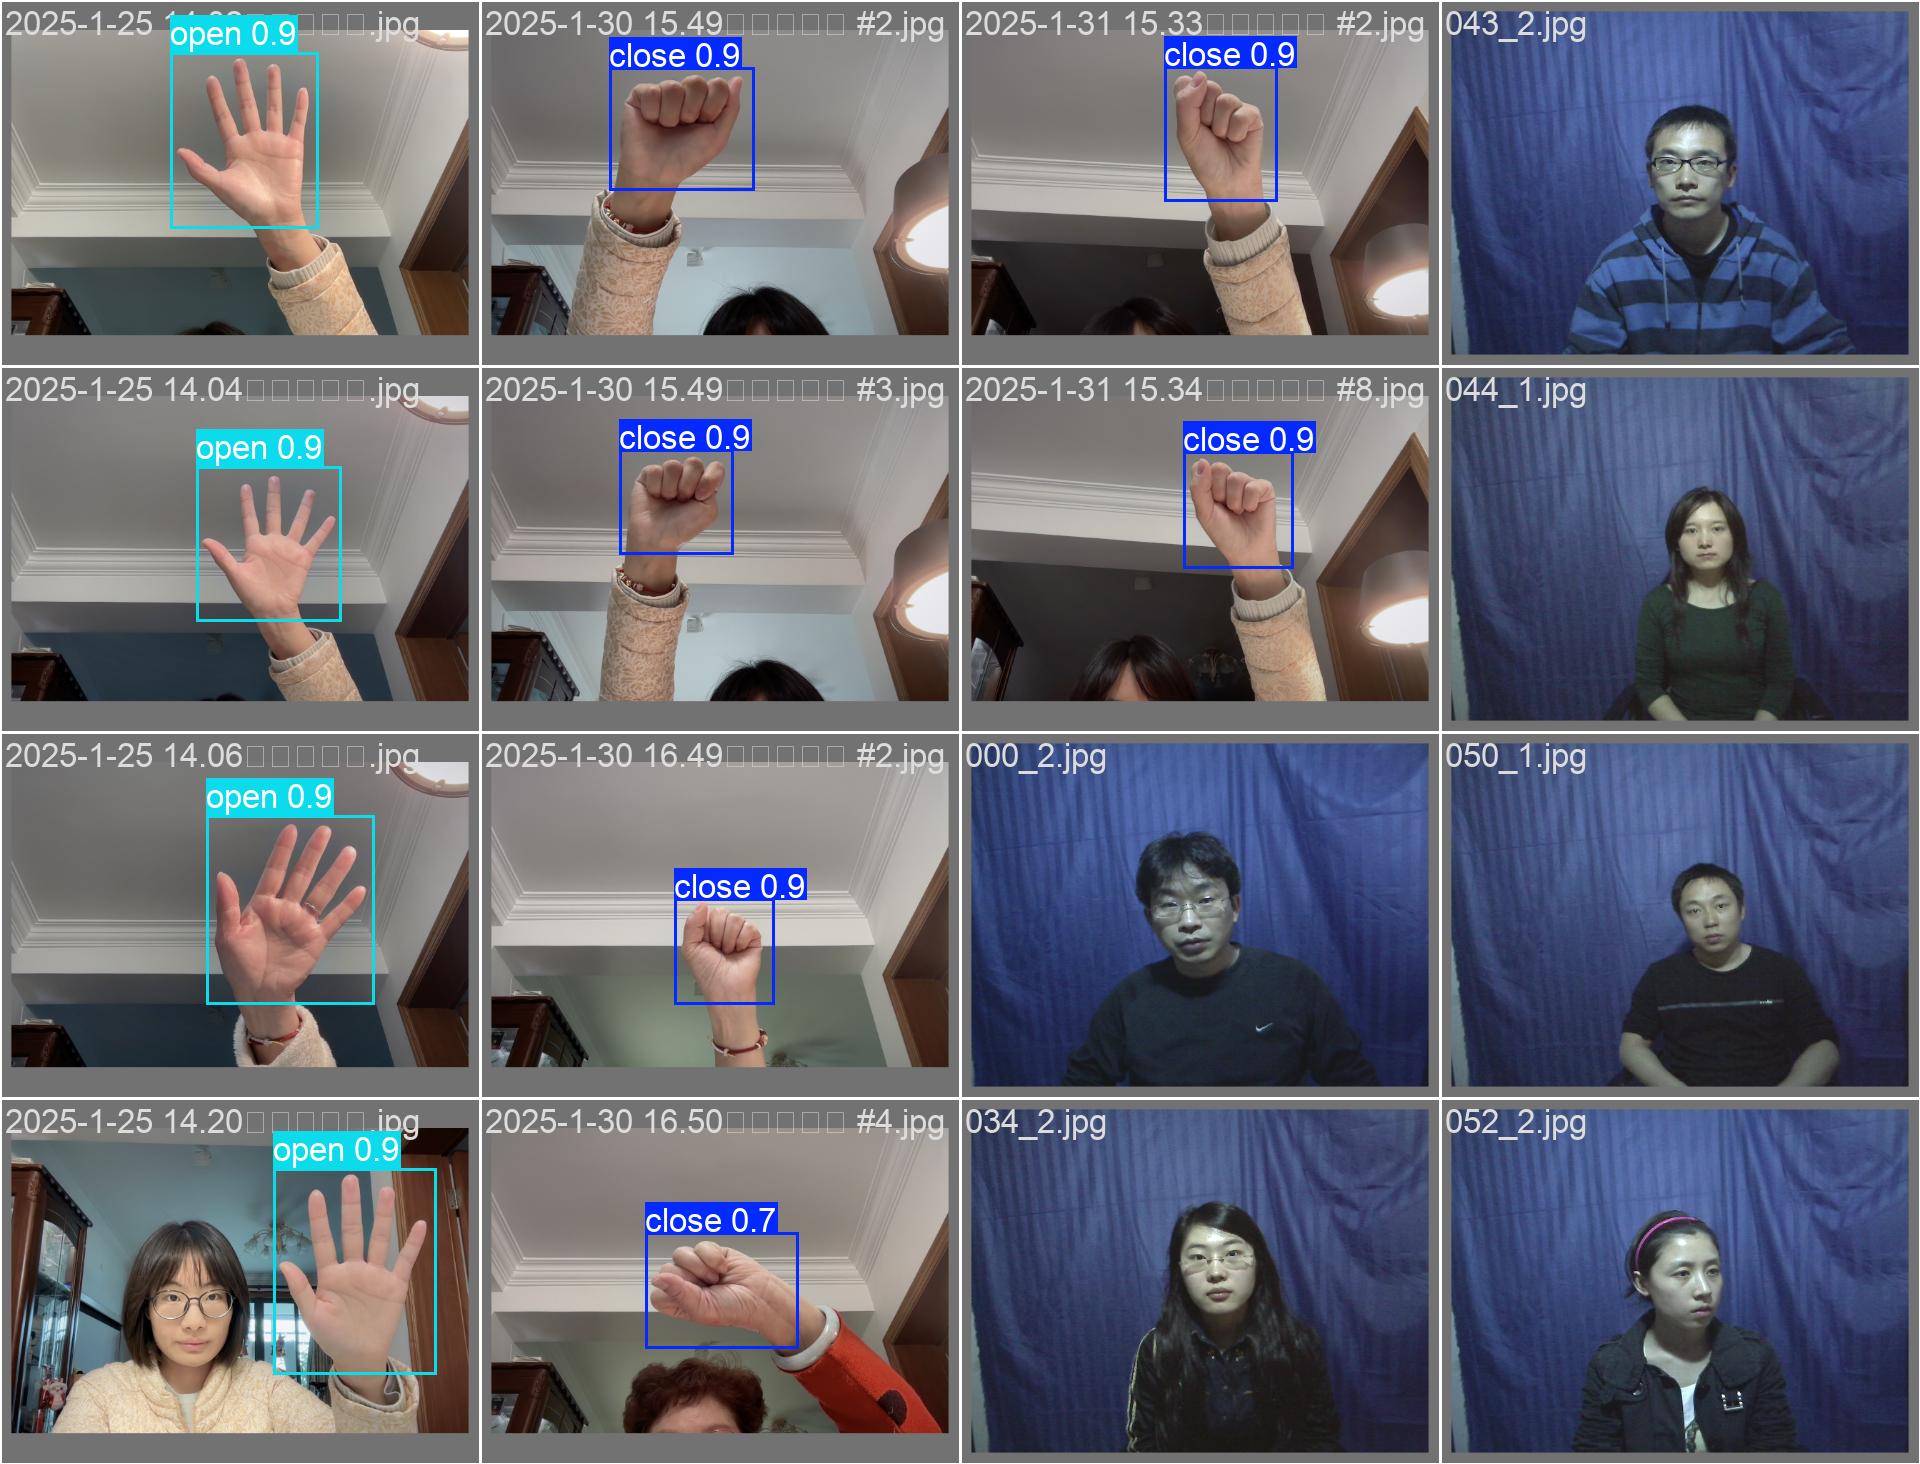 2025-1-25 14.03□□□□□.jpg
open 0.9
2025-1-30 15.49□□□□□ #2.jpg
close 0.9
2025-1-31 15.33□□□□□ #2.jpg
close 0.9
043_2.jpg
2025-1-25 14.04□□□□□.jpg
open 0.9
2025-1-30 15.49□□□□□ #3.jpg
close 0.9
2025-1-31 15.34□□□□□ #8.jpg
close 0.9
044_1.jpg
2025-1-25 14.06□□□□□.jpg
open 0.9
2025-1-30 16.49□□□□□ #2.jpg
close 0.9
000_2.jpg
050_1.jpg
2025-1-25 14.20□□□□□.jpg
open 0.9
2025-1-30 16.50□□□□□ #4.jpg
close 0.7
034_2.jpg
052_2.jpg